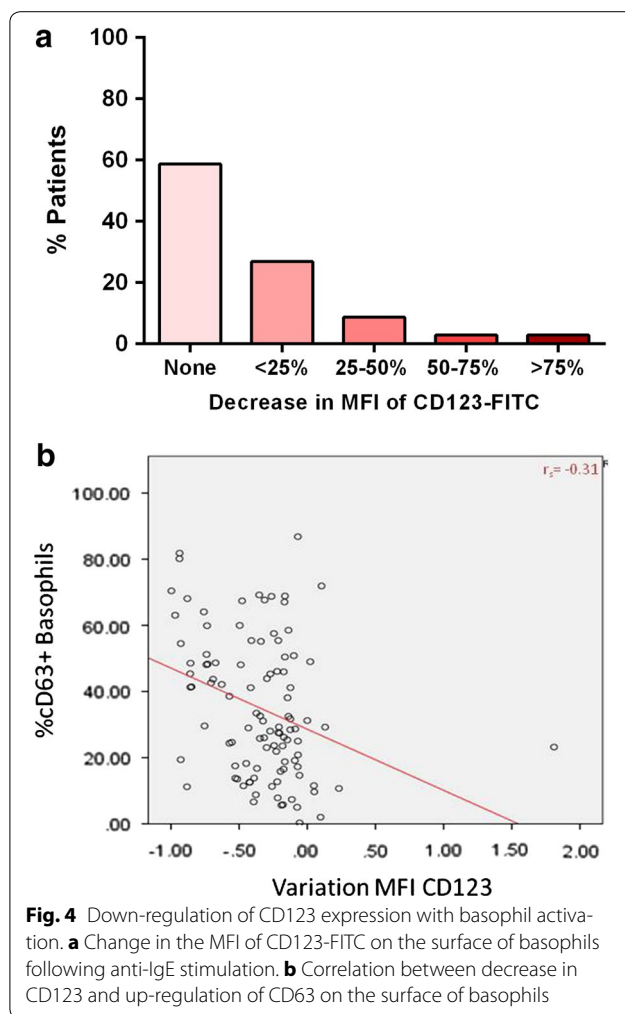 a
100
80
60
40
20
0
% Patients
None <25% 25-50% 50-75% >75%
Decrease in MFI of CD123-FITC
b
r_s= -0.31
100.00
80.00
60.00
40.00
20.00
.00
%cD63+ Basophils
-1.00 -.50 .00 .50 1.00 1.50 2.00
Variation MFI CD123
Fig. 4 Down-regulation of CD123 expression with basophil activa-
tion. a Change in the MFI of CD123-FITC on the surface of basophils
following anti-IgE stimulation. b Correlation between decrease in
CD123 and up-regulation of CD63 on the surface of basophils